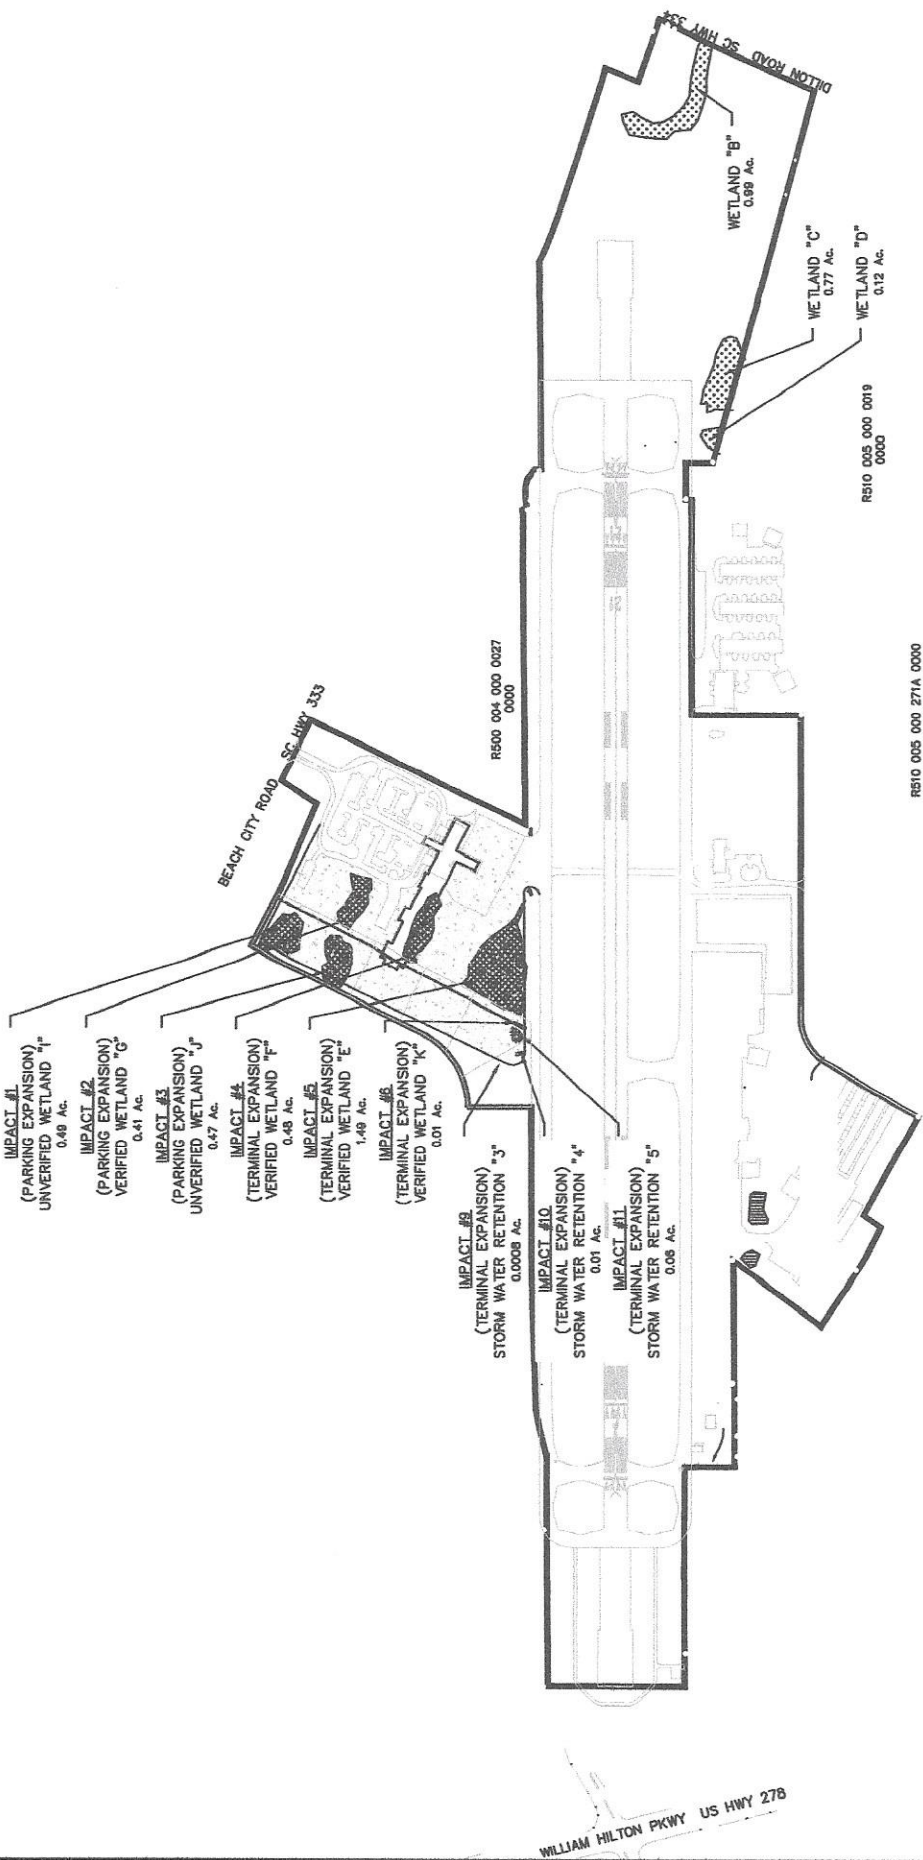 DILLON ROAD SC HWY 334
WETLAND "B"
0.99 Ac.
WETLAND "C"
0.77 Ac.
WETLAND "D"
0.12 Ac.
R510 005 000 0019
0000
R510 005 000 271A 0000
R500 004 000 0027
0000
BEACH CITY ROAD SC HWY 333
IMPACT #1
(PARKING EXPANSION)
UNVERIFIED WETLAND "I"
0.49 Ac.
IMPACT #2
(PARKING EXPANSION)
VERIFIED WETLAND "G"
0.41 Ac.
IMPACT #3
(PARKING EXPANSION)
UNVERIFIED WETLAND "J"
0.47 Ac.
IMPACT #4
(TERMINAL EXPANSION)
VERIFIED WETLAND "F"
0.48 Ac.
IMPACT #5
(TERMINAL EXPANSION)
VERIFIED WETLAND "E"
1.49 Ac.
IMPACT #6
(TERMINAL EXPANSION)
VERIFIED WETLAND "K"
0.01 Ac.
IMPACT #9
(TERMINAL EXPANSION)
STORM WATER RETENTION "3"
0.0008 Ac.
IMPACT #10
(TERMINAL EXPANSION)
STORM WATER RETENTION "4"
0.01 Ac.
IMPACT #11
(TERMINAL EXPANSION)
STORM WATER RETENTION "5"
0.06 Ac.
WILLIAM HILTON PKWY US HWY 278